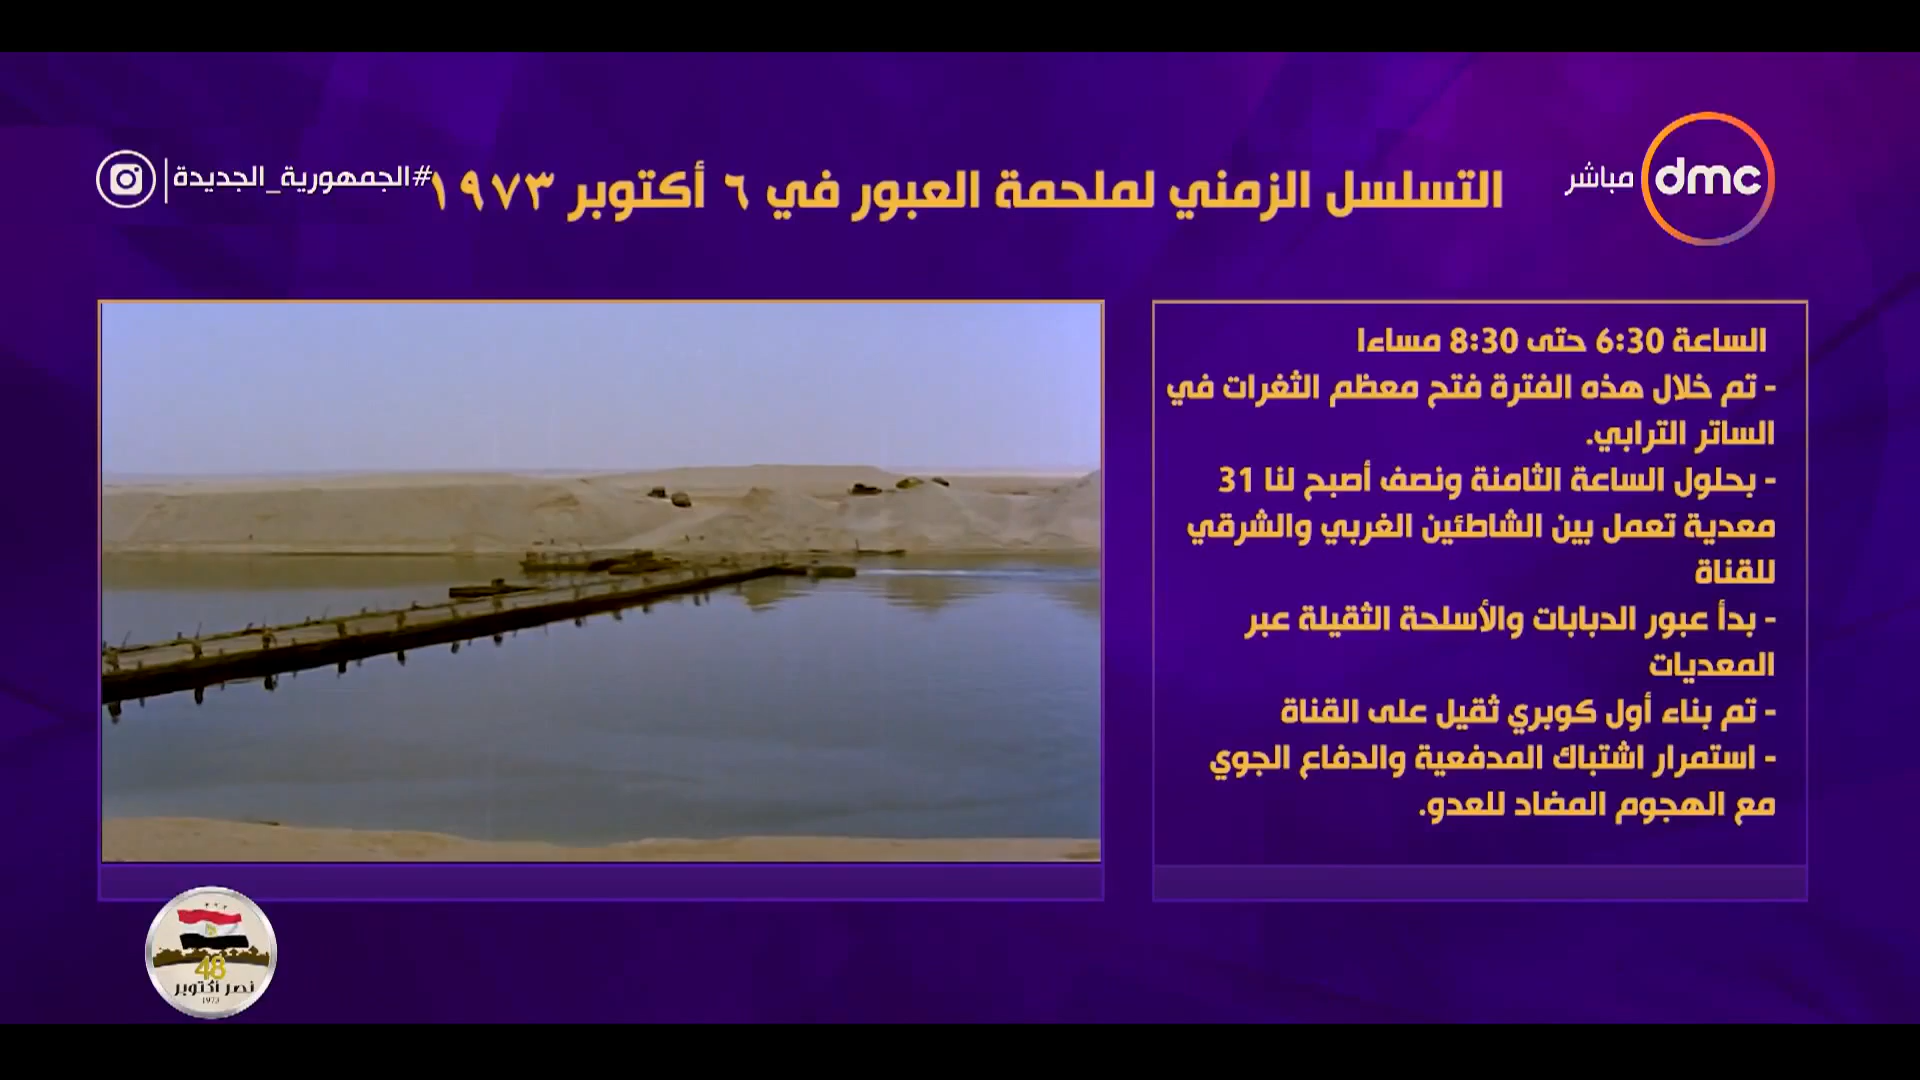 dmc
مباشر
التسلسل الزمني لملحمة العبور في ٦ أكتوبر ١٩٧٣
#الجمهورية_الجديدة
الساعة 6:30 حتى 8:30 مساءا
- تم خلال هذه الفترة فتح معظم الثغرات في
الساتر الترابي.
- بحلول الساعة الثامنة ونصف أصبح لنا 31
معدية تعمل بين الشاطئين الغربي والشرقي
للقناة
- بدأ عبور الدبابات والأسلحة الثقيلة عبر
المعديات
- تم بناء أول كوبري ثقيل على القناة
- استمرار اشتباك المدفعية والدفاع الجوي
مع الهجوم المضاد للعدو.
48
نصر أكتوبر
1973